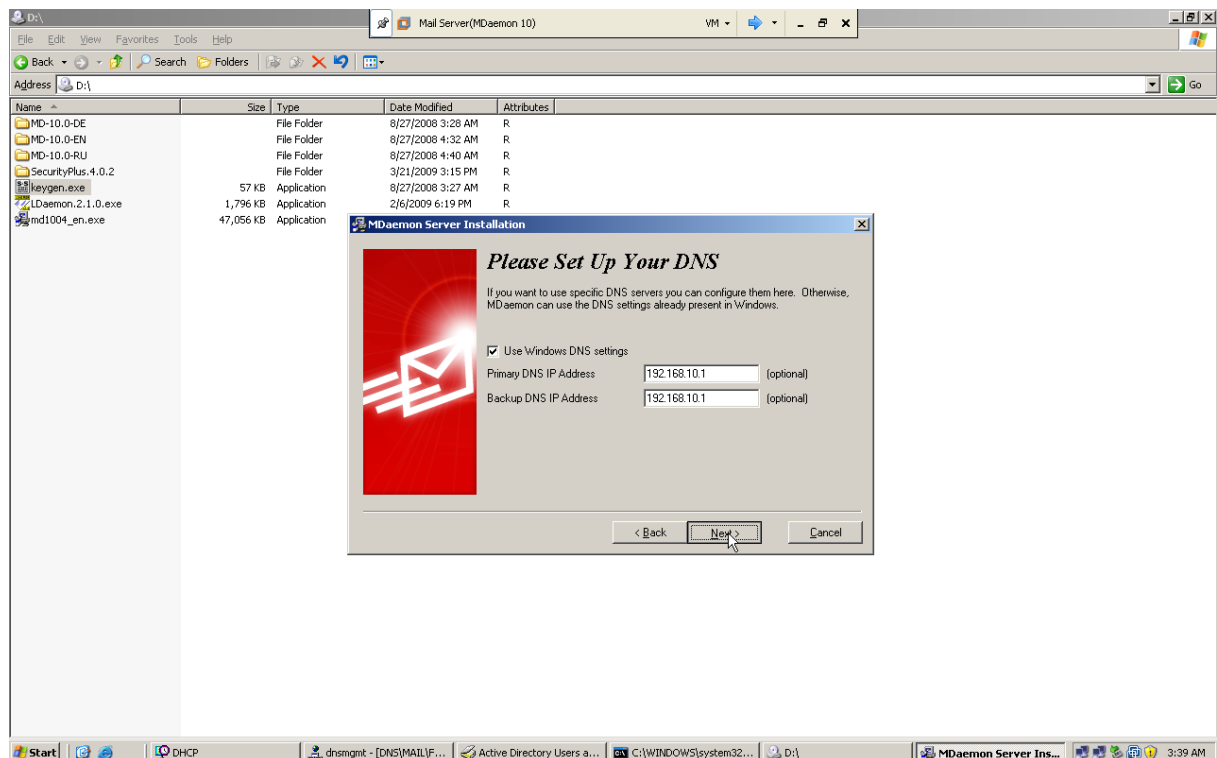 D:\
Mail Server(MDaemon 10)
VM
File Edit View Favorites Tools Help
Back Search Folders
Address D:\ Go
Name Size Type Date Modified Attributes
MD-10.0-DE File Folder 8/27/2008 3:28 AM R
MD-10.0-EN File Folder 8/27/2008 4:32 AM R
MD-10.0-RU File Folder 8/27/2008 4:40 AM R
SecurityPlus.4.0.2 File Folder 3/21/2009 3:15 PM R
keygen.exe 57 KB Application 8/27/2008 3:27 AM R
LDaemon.2.1.0.exe 1,796 KB Application 2/6/2009 6:19 PM R
md1004_en.exe 47,056 KB Application
MDaemon Server Installation
Please Set Up Your DNS
If you want to use specific DNS servers you can configure them here. Otherwise,
MDaemon can use the DNS settings already present in Windows.
Use Windows DNS settings
Primary DNS IP Address 192.168.10.1 (optional)
Backup DNS IP Address 192.168.10.1 (optional)
< Back Next > Cancel
Start DHCP dnsmgmt - [DNS\MAIL\F... Active Directory Users a... C:\WINDOWS\system32... D:\ MDaemon Server Ins... 3:39 AM